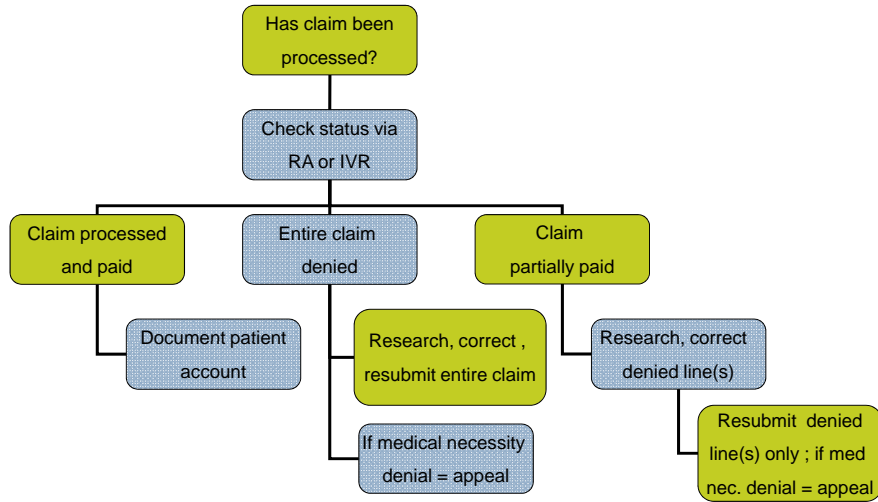 Has claim been
processed?
Check status via
RA or IVR
Claim processed
and paid
Entire claim
denied
Claim
partially paid
Document patient
account
Research, correct ,
resubmit entire claim
If medical necessity
denial = appeal
Research, correct
denied line(s)
Resubmit denied
line(s) only ; if med
nec. denial = appeal